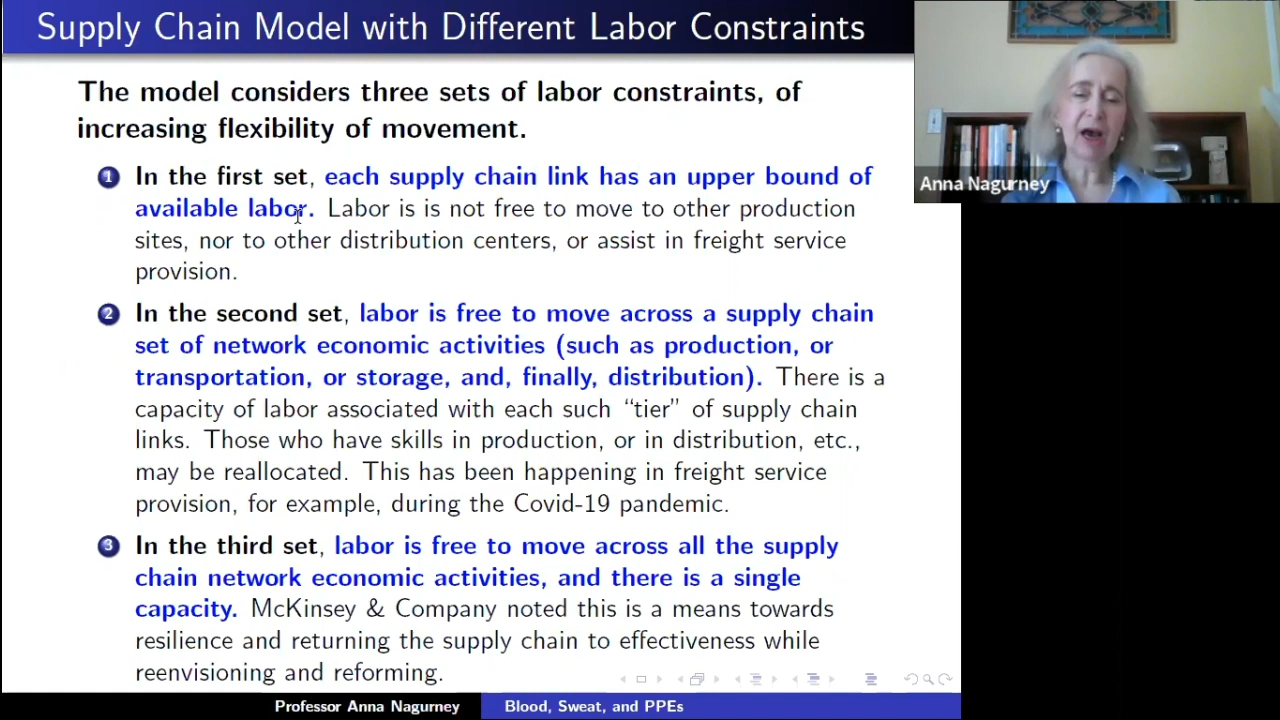 Supply Chain Model with Different Labor Constraints
The model considers three sets of labor constraints, of
increasing flexibility of movement.
1 In the first set, each supply chain link has an upper bound of
available labor. Labor is is not free to move to other production
sites, nor to other distribution centers, or assist in freight service
provision.
2 In the second set, labor is free to move across a supply chain
set of network economic activities (such as production, or
transportation, or storage, and, finally, distribution). There is a
capacity of labor associated with each such “tier” of supply chain
links. Those who have skills in production, or in distribution, etc.,
may be reallocated. This has been happening in freight service
provision, for example, during the Covid-19 pandemic.
3 In the third set, labor is free to move across all the supply
chain network economic activities, and there is a single
capacity. McKinsey & Company noted this is a means towards
resilience and returning the supply chain to effectiveness while
reenvisioning and reforming.
Professor Anna Nagurney Blood, Sweat, and PPEs
Anna Nagurney